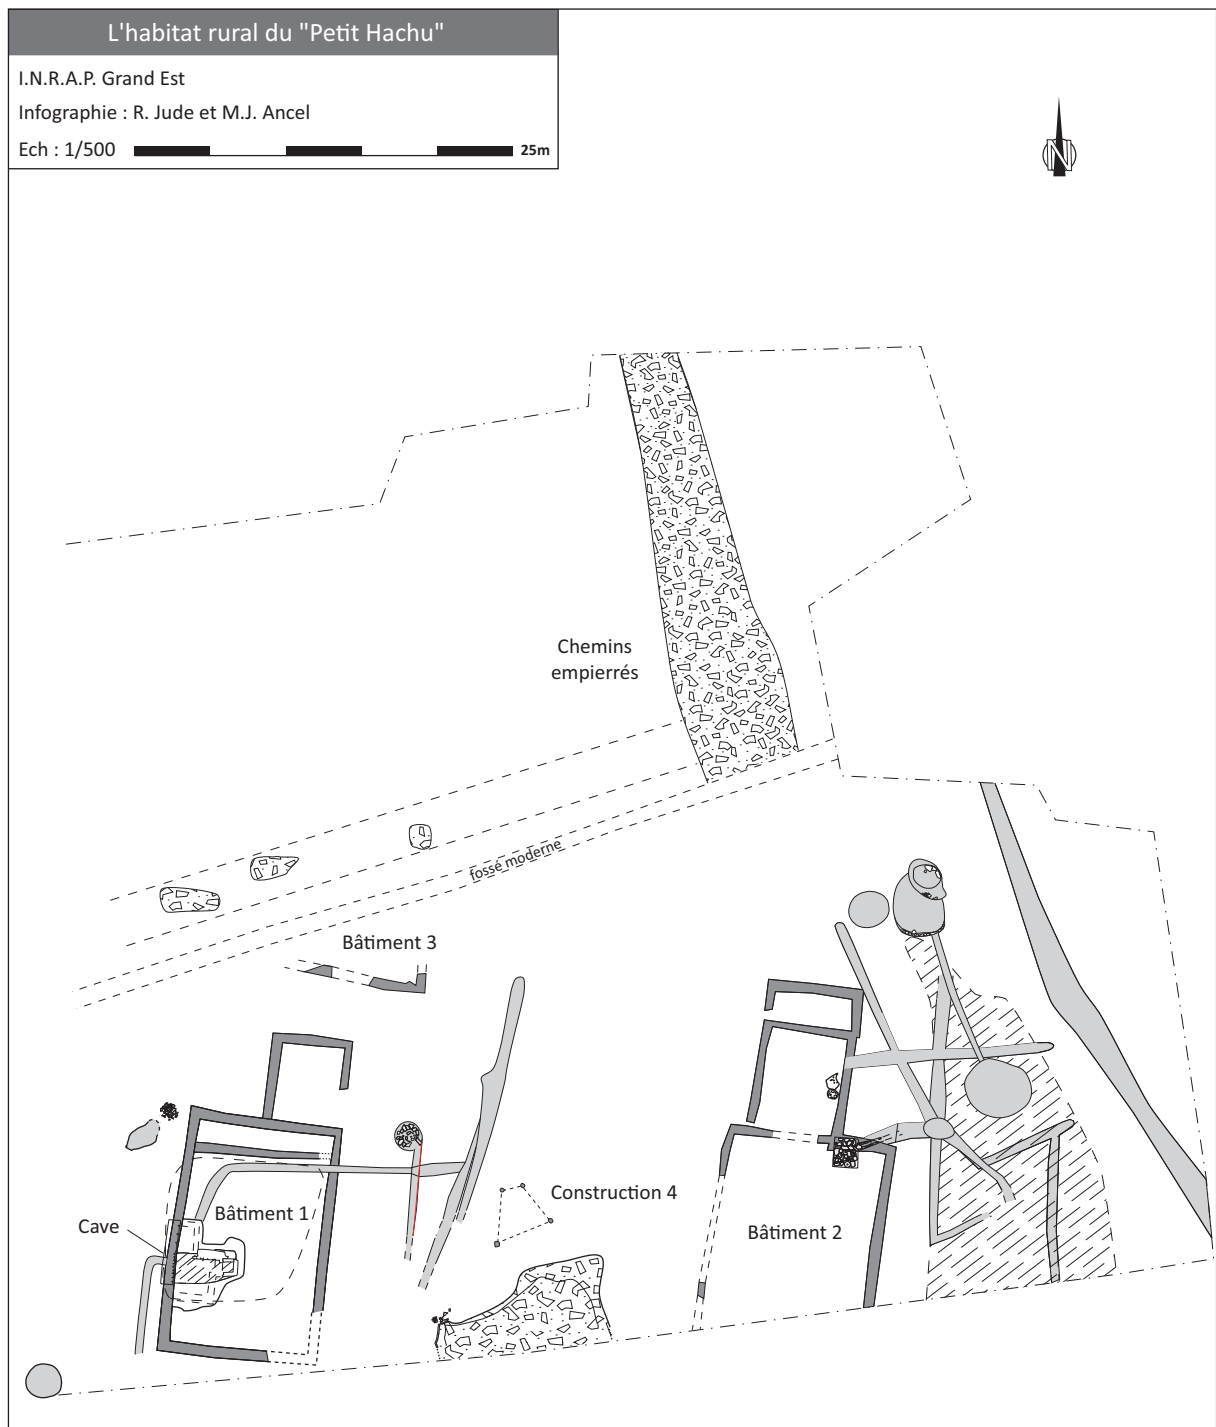 L'habitat rural du "Petit Hachu"
I.N.R.A.P. Grand Est
Infographie : R. Jude et M.J. Ancel
Ech : 1/500
25m
N
Chemins
empierrés
fossé moderne
Bâtiment 3
Construction 4
Bâtiment 1
Cave
Bâtiment 2